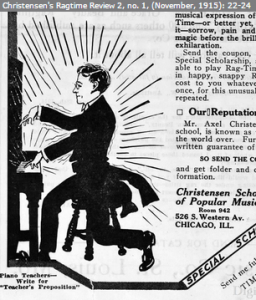 Christensen's Ragtime Review 2, no. 1, (November, 1915): 22-24
musical expression of
Time—or better yet,
it—sorrow, pain and
magic before the bril
exhilaration.
Send the coupon,
Special Scholarship,
able to play Rag-Tim
in happy, snappy R
cost to you whatever
once, for this unusual
repeated.
Our Reputation
Mr. Axel Christe
school, is known as
the world over. Fur
written guarantee of
SO SEND THE CO
and get folder and
formation.
Christensen Scho
of Popular Music
Room 942
526 S. Western Av.
CHICAGO, ILL.
Piano Teachers—
Write for
"Teacher's Proposition"
SPECIAL SCH
Send me ful
TIM